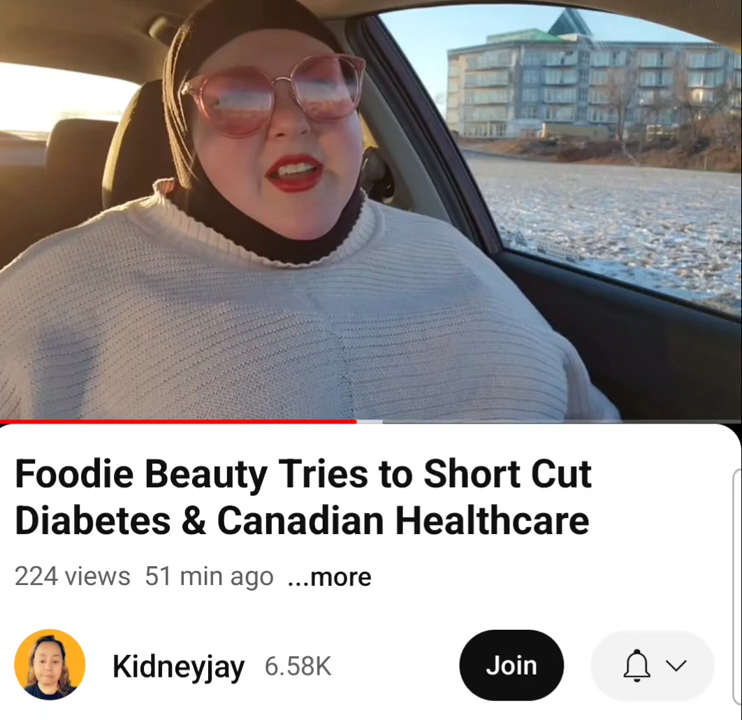 Foodie Beauty Tries to Short Cut
Diabetes & Canadian Healthcare
224 views 51 min ago ...more
Kidneyjay 6.58K Join